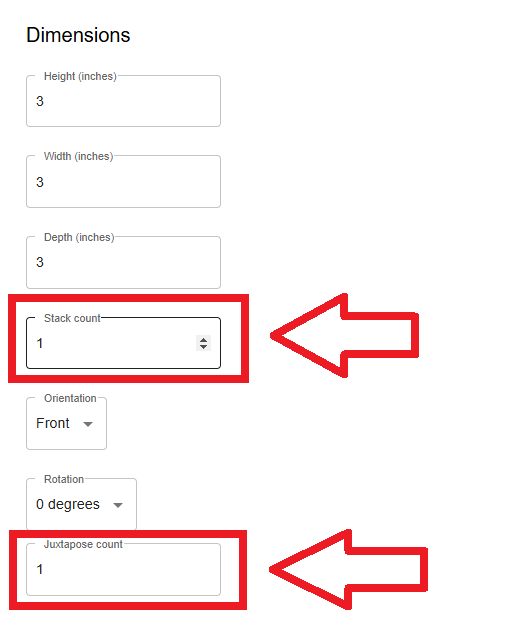 Dimensions
Height (inches)
3
Width (inches)
3
Depth (inches)
3
Stack count
1
Orientation
Front
Rotation
0 degrees
Juxtapose count
1